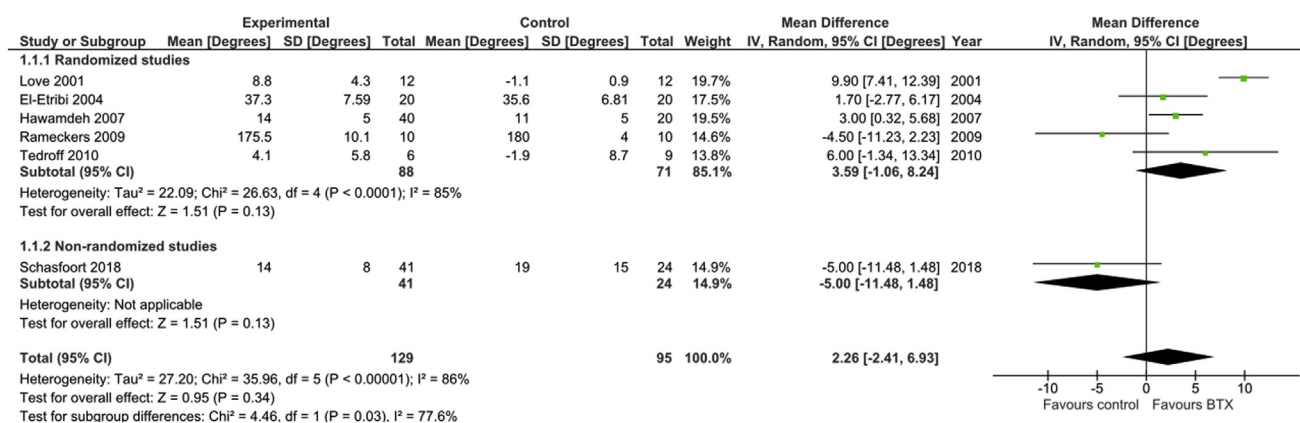 Experimental Control Mean Difference Mean Difference
Study or Subgroup Mean [Degrees] SD [Degrees] Total Mean [Degrees] SD [Degrees] Total Weight IV, Random, 95% CI [Degrees] Year IV, Random, 95% CI [Degrees]
1.1.1 Randomized studies
Love 2001 8.8 4.3 12 -1.1 0.9 12 19.7% 9.90 [7.41, 12.39] 2001
El-Etribi 2004 37.3 7.59 20 35.6 6.81 20 17.5% 1.70 [-2.77, 6.17] 2004
Hawamdeh 2007 14 5 40 11 5 20 19.5% 3.00 [0.32, 5.68] 2007
Rameckers 2009 175.5 10.1 10 180 4 10 14.6% -4.50 [-11.23, 2.23] 2009
Tedroff 2010 4.1 5.8 6 -1.9 8.7 9 13.8% 6.00 [-1.34, 13.34] 2010
Subtotal (95% CI) 88 71 85.1% 3.59 [-1.06, 8.24]
Heterogeneity: Tau² = 22.09; Chi² = 26.63, df = 4 (P < 0.0001); I² = 85%
Test for overall effect: Z = 1.51 (P = 0.13)
1.1.2 Non-randomized studies
Schasfoort 2018 14 8 41 19 15 24 14.9% -5.00 [-11.48, 1.48] 2018
Subtotal (95% CI) 41 24 14.9% -5.00 [-11.48, 1.48]
Heterogeneity: Not applicable
Test for overall effect: Z = 1.51 (P = 0.13)
Total (95% CI) 129 95 100.0% 2.26 [-2.41, 6.93]
Heterogeneity: Tau² = 27.20; Chi² = 35.96, df = 5 (P < 0.00001); I² = 86%
Test for overall effect: Z = 0.95 (P = 0.34)
Test for subgroup differences: Chi² = 4.46, df = 1 (P = 0.03), I² = 77.6%
-10 -5 0 5 10
Favours control Favours BTX